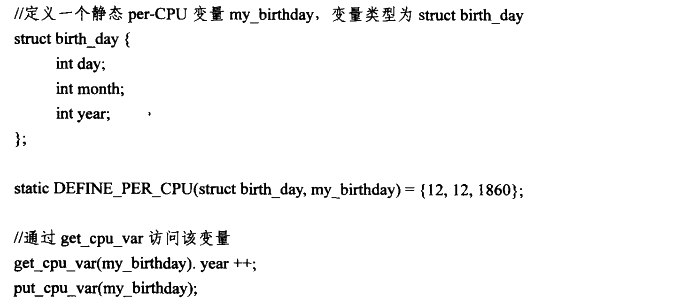 //定义一个静态 per-CPU 变量 my_birthday，变量类型为 struct birth_day
struct birth_day {
int day;
int month;
int year;
};
static DEFINE_PER_CPU(struct birth_day, my_birthday) = {12, 12, 1860};
//通过 get_cpu_var 访问该变量
get_cpu_var(my_birthday). year ++;
put_cpu_var(my_birthday);